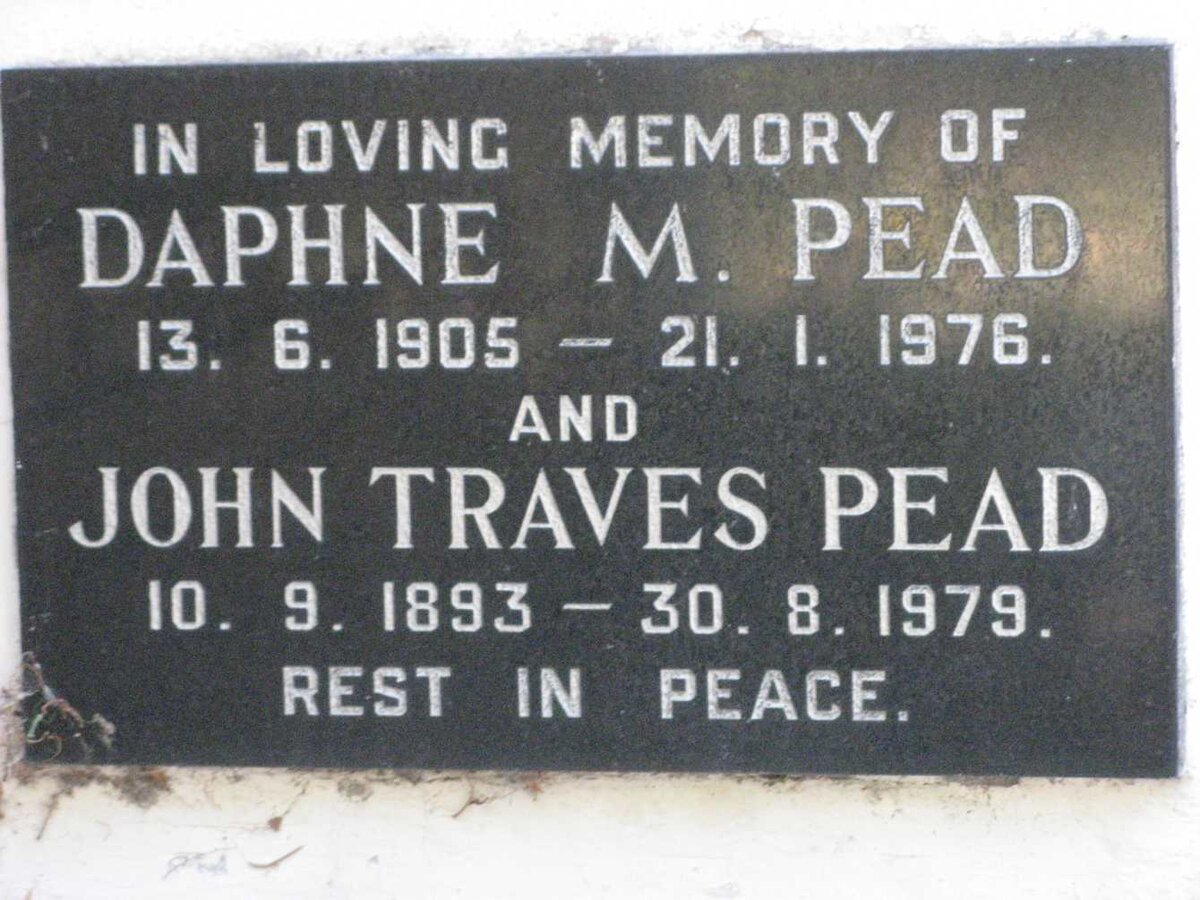 IN LOVING MEMORY OF
DAPHNE M. PEAD
13. 6. 1905 — 21. 1. 1976.
AND
JOHN TRAVES PEAD
10. 9. 1893 — 30. 8. 1979.
REST IN PEACE.